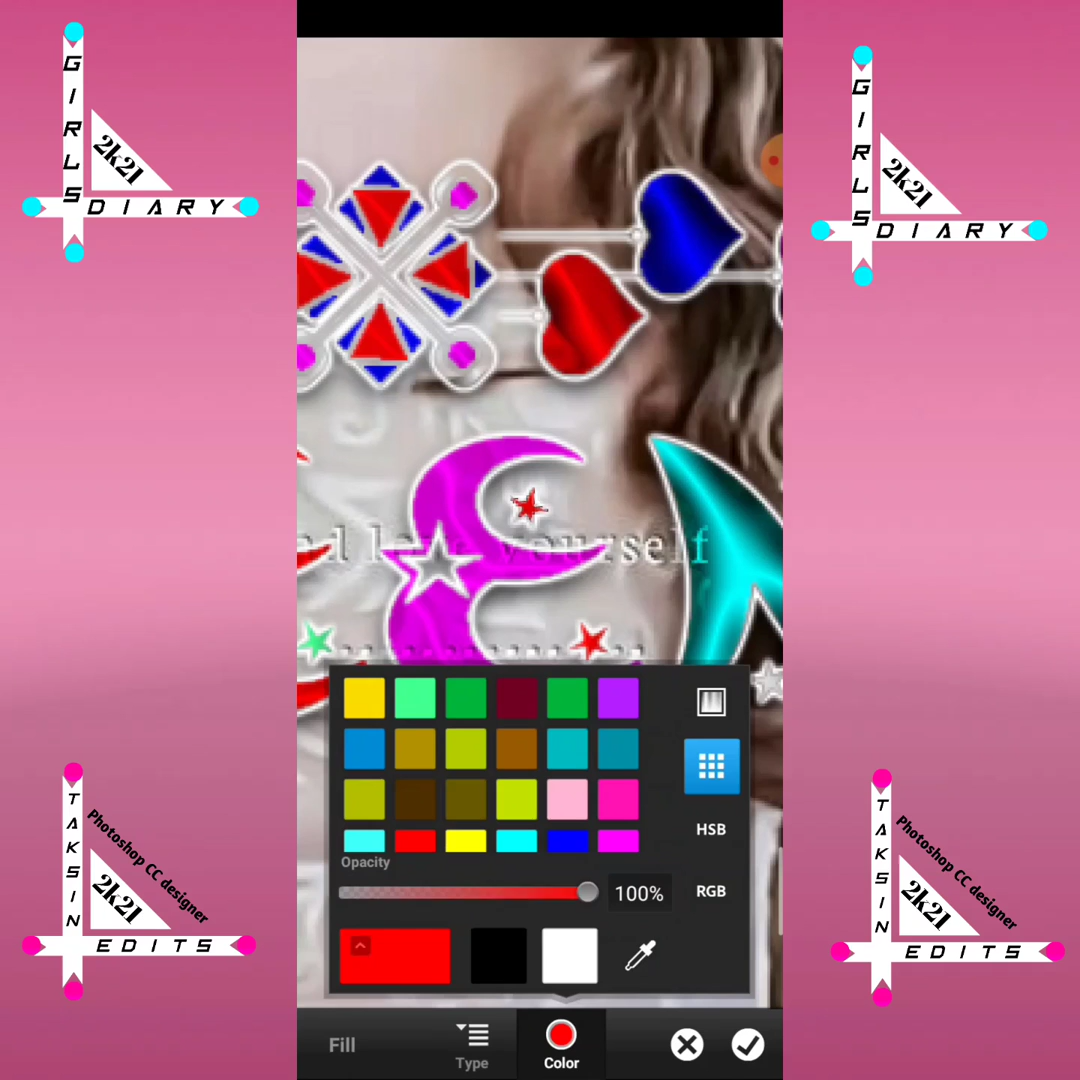 GIRLS
2k21
DIARY
GIRLS
2k21
DIARY
yourself
Opacity
100%
HSB
RGB
Fill
Type
Color
TAKSIN
Photoshop CC designer
2k21
EDITS
TAKSIN
Photoshop CC designer
2k21
EDITS